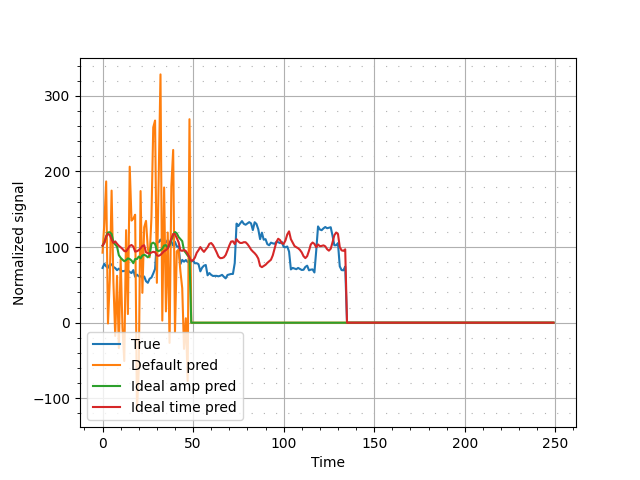 Normalized signal
300
200
100
0
−100
True
Default pred
Ideal amp pred
Ideal time pred
0 50 100 150 200 250
Time